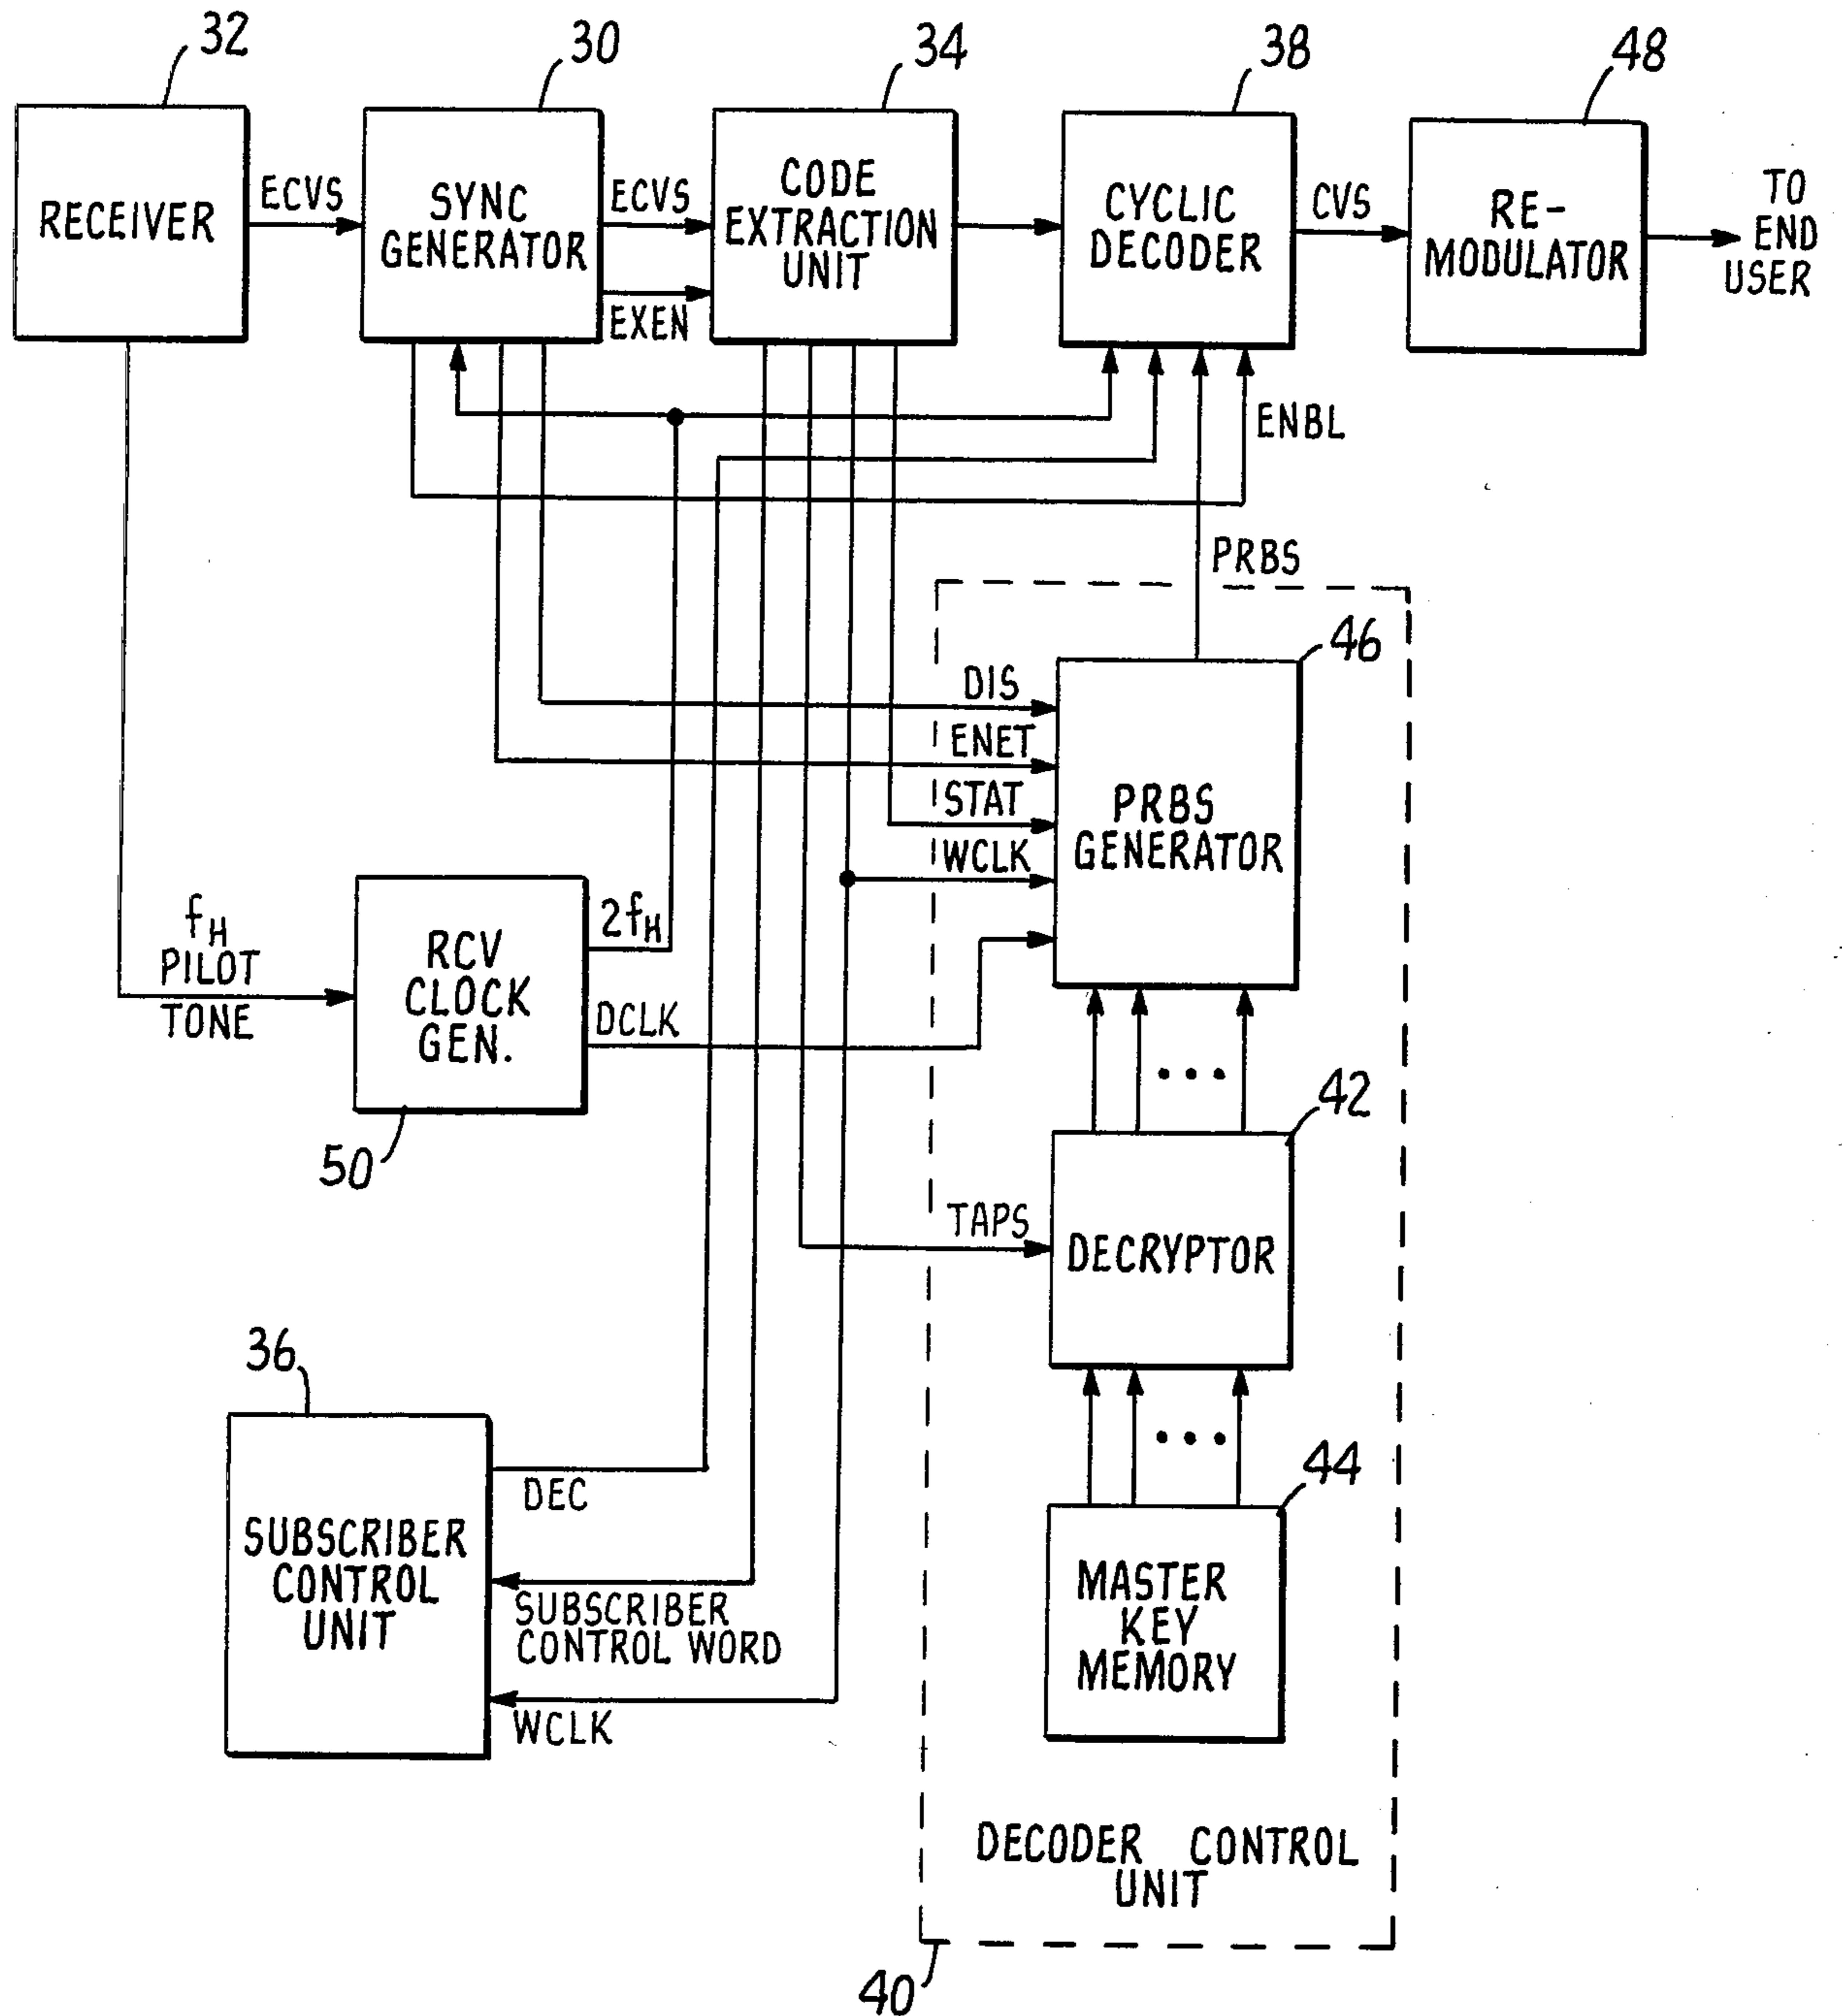 32
30
34
38
48
RECEIVER
ECVS
SYNC
GENERATOR
ECVS
EXEN
CODE
EXTRACTION
UNIT
CYCLIC
DECODER
CVS
RE-
MODULATOR
TO
END
USER
ENBL
PRBS
46
DIS
ENET
STAT
WCLK
PRBS
GENERATOR
fH
PILOT
TONE
RCV
CLOCK
GEN.
2fH
DCLK
50
42
TAPS
DECRYPTOR
36
SUBSCRIBER
CONTROL
UNIT
DEC
SUBSCRIBER
CONTROL WORD
WCLK
44
MASTER
KEY
MEMORY
DECODER CONTROL
UNIT
40